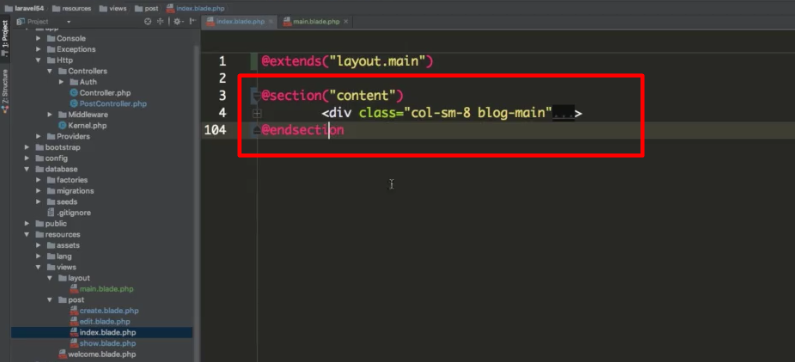 laravel54 resources views post index.blade.php
Project
index.blade.php main.blade.php
1: Project
Console
Exceptions
Http
Controllers
Auth
Controller.php
PostController.php
Middleware
Kernel.php
Providers
bootstrap
config
database
factories
migrations
seeds
.gitignore
public
resources
assets
lang
views
layout
main.blade.php
post
create.blade.php
edit.blade.php
index.blade.php
show.blade.php
welcome.blade.php
Z: Structure
1 @extends("layout.main")
2
3 @section("content")
4 <div class="col-sm-8 blog-main"...>
104 @endsection